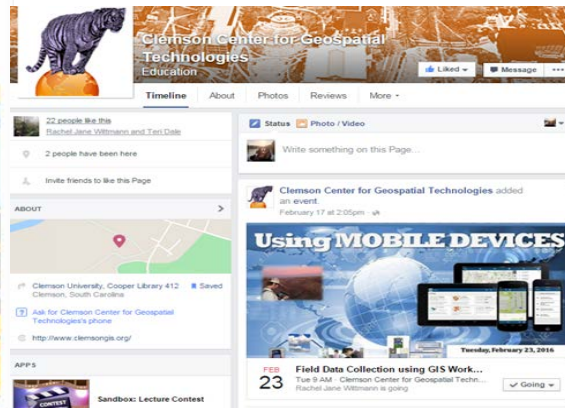 Clemson Center for Geospatial
Technologies
Education
Liked
Message
Timeline About Photos Reviews More
22 people like this
Rachel Jane Wittmann and Teri Dale
2 people have been here
Invite friends to like this Page
ABOUT
Clemson University, Cooper Library 412 Saved
Clemson, South Carolina
Ask for Clemson Center for Geospatial
Technologies's phone
http://www.clemsongis.org/
APPS
CONTEST
Sandbox: Lecture Contest
Status Photo / Video
Write something on this Page...
Clemson Center for Geospatial Technologies added
an event.
February 17 at 2:05pm
Using MOBILE DEVICES
Tuesday, February 23, 2016
FEB
23
Field Data Collection using GIS Work...
Tue 9 AM · Clemson Center for Geospatial Techn...
Rachel Jane Wittmann is going
Going